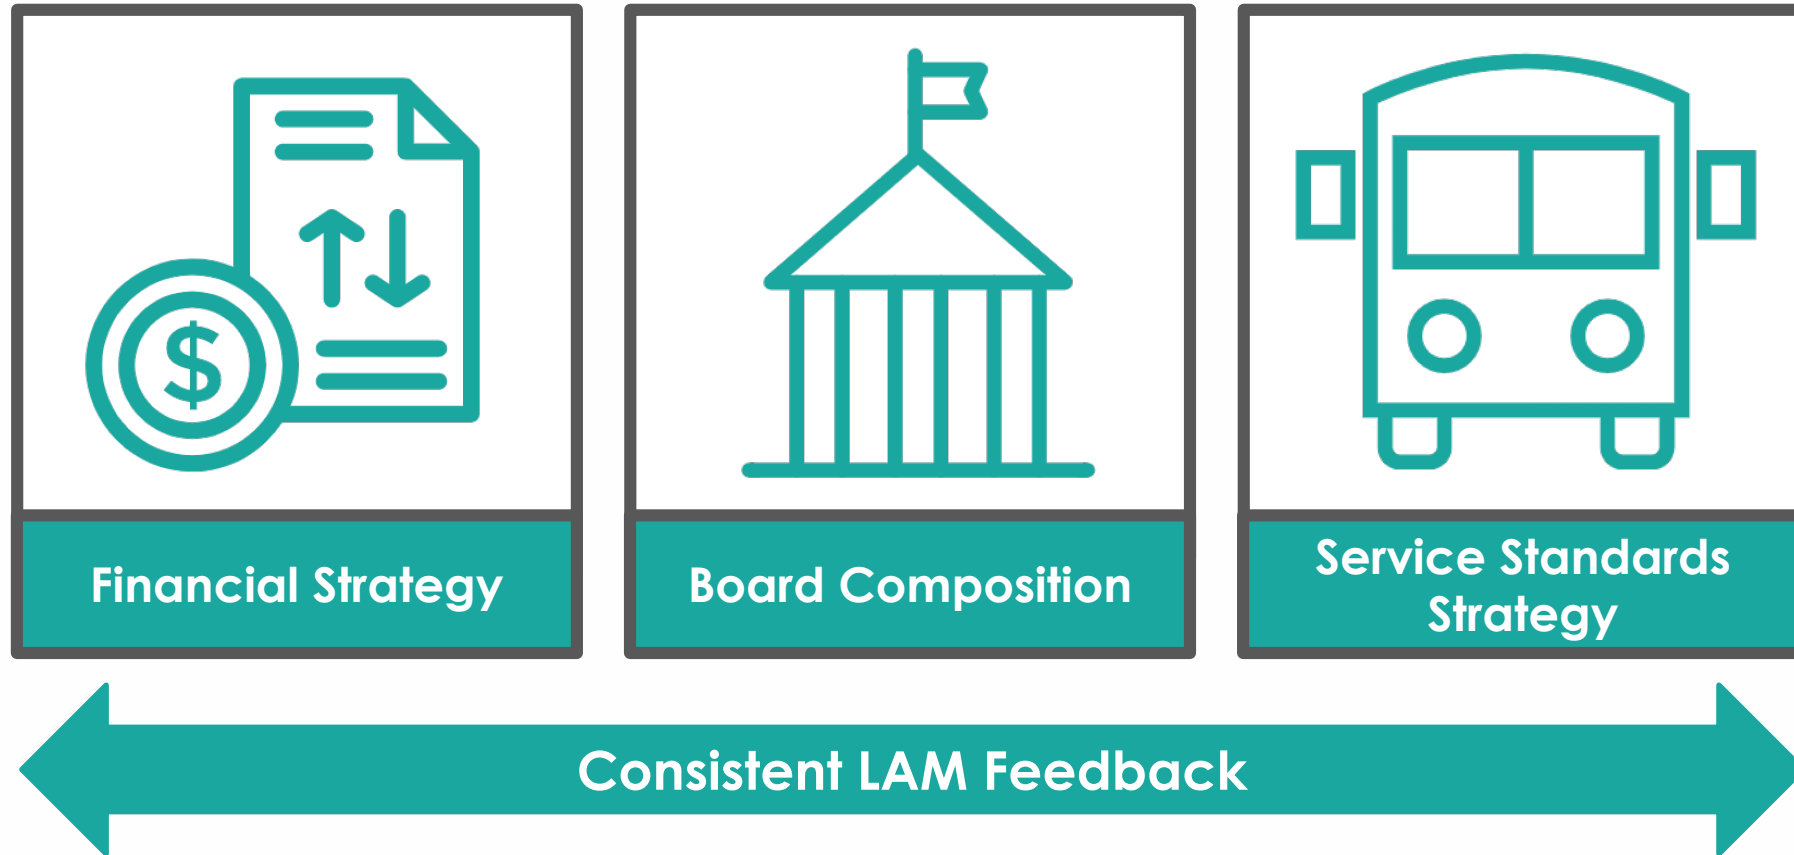 $
Financial Strategy
Board Composition
Service Standards
Strategy
Consistent LAM Feedback